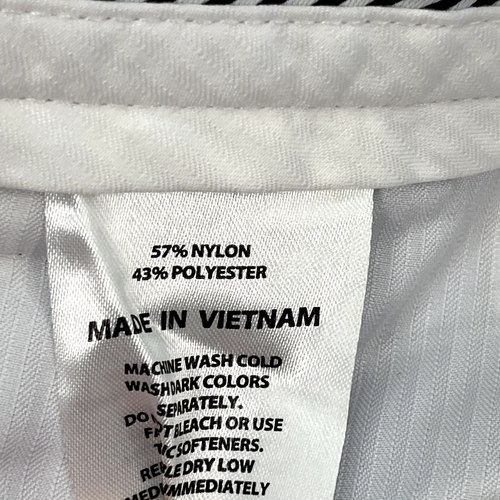 57% NYLON
43% POLYESTER
MADE IN VIETNAM
MACHINE WASH COLD
WASH DARK COLORS
SEPARATELY.
BLEACH OR USE
SOFTENERS.
DRY LOW
IMMEDIATELY